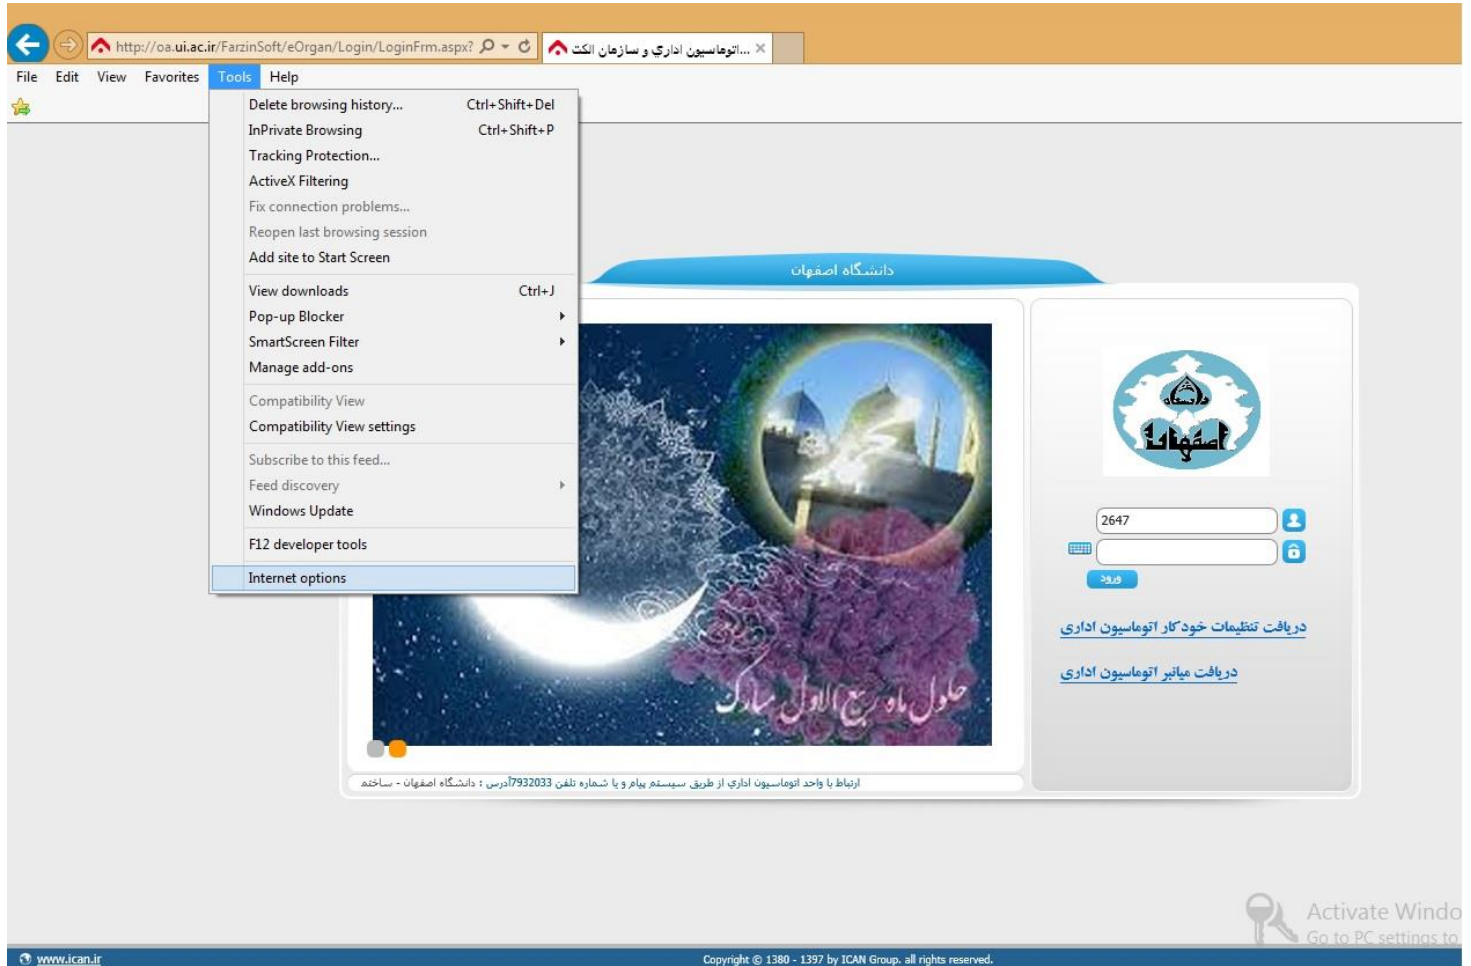 http://oa.ui.ac.ir/FarzinSoft/eOrgan/Login/LoginFrm.aspx?
اتوماسیون اداري و سازمان الکت...
File Edit View Favorites Tools Help
Delete browsing history... Ctrl+Shift+Del
InPrivate Browsing Ctrl+Shift+P
Tracking Protection...
ActiveX Filtering
Fix connection problems...
Reopen last browsing session
Add site to Start Screen
View downloads Ctrl+J
Pop-up Blocker
SmartScreen Filter
Manage add-ons
Compatibility View
Compatibility View settings
Subscribe to this feed...
Feed discovery
Windows Update
F12 developer tools
Internet options
دانشگاه اصفهان
حلول ماه ربیع الاول مبارک
دانشگاه
اصفهان
2647
ورود
دریافت تنظیمات خودکار اتوماسیون اداری
دریافت میانبر اتوماسیون اداری
ارتباط با واحد اتوماسیون اداري از طریق سیستم پیام و یا شماره تلفن 7932033آدرس : دانشگاه اصفهان - ساختم
Activate Windo
Go to PC settings to
www.ican.ir
Copyright © 1380 - 1397 by ICAN Group. all rights reserved.